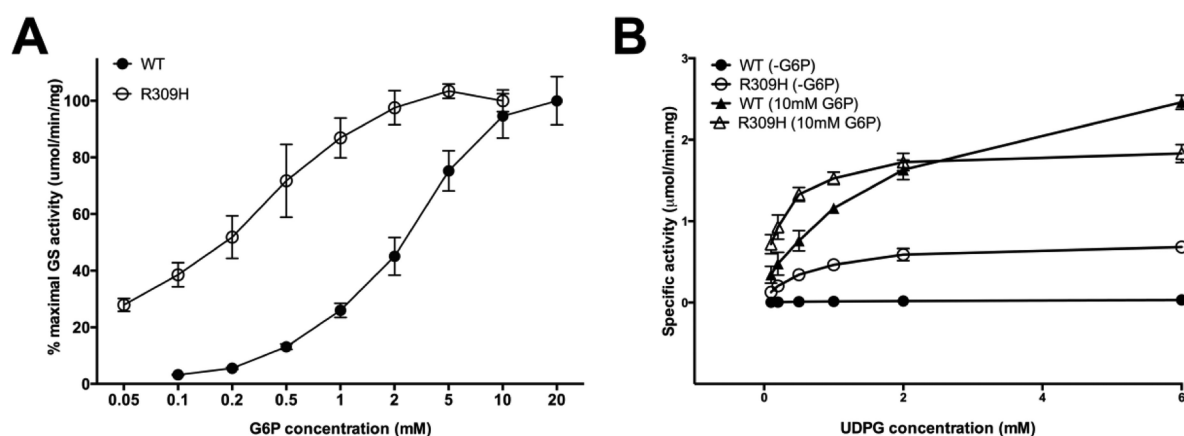 A
WT
R309H
% maximal GS activity (umol/min/mg)
100
80
60
40
20
0
0.05 0.1 0.2 0.5 1 2 5 10 20
G6P concentration (mM)
B
WT (-G6P)
R309H (-G6P)
WT (10mM G6P)
R309H (10mM G6P)
Specific activity (μmol/min.mg)
3
2
1
0
0 2 4 6
UDPG concentration (mM)